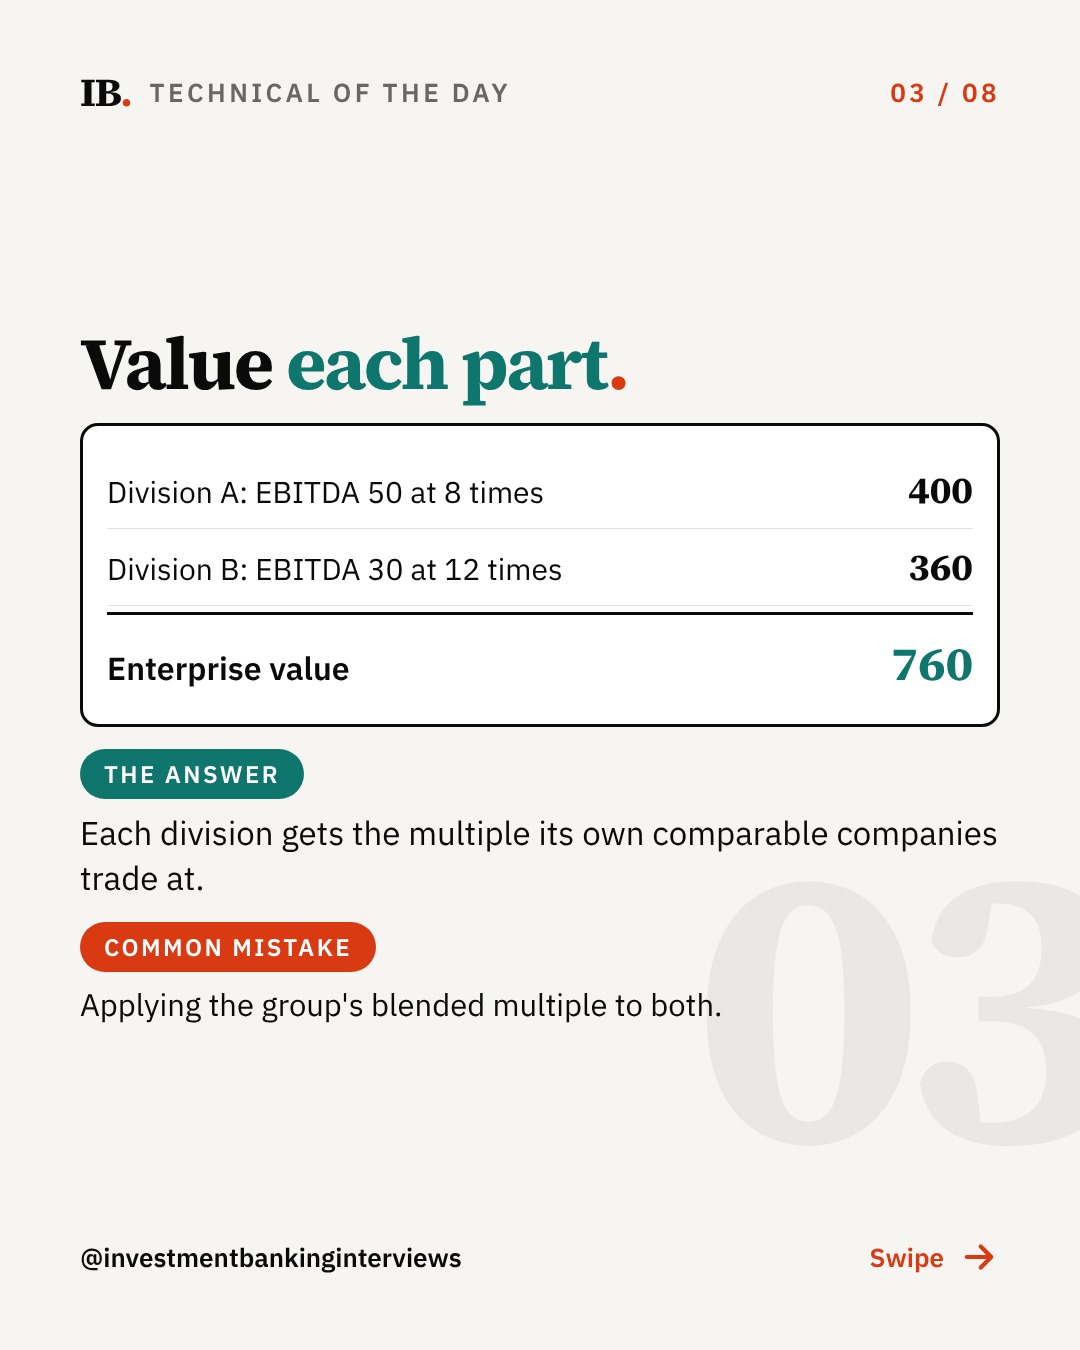 IB. TECHNICAL OF THE DAY
03 / 08
Value each part.
Division A: EBITDA 50 at 8 times 400
Division B: EBITDA 30 at 12 times 360
Enterprise value 760
THE ANSWER
Each division gets the multiple its own comparable companies
trade at.
COMMON MISTAKE
Applying the group's blended multiple to both.
03
@investmentbankinginterviews
Swipe →